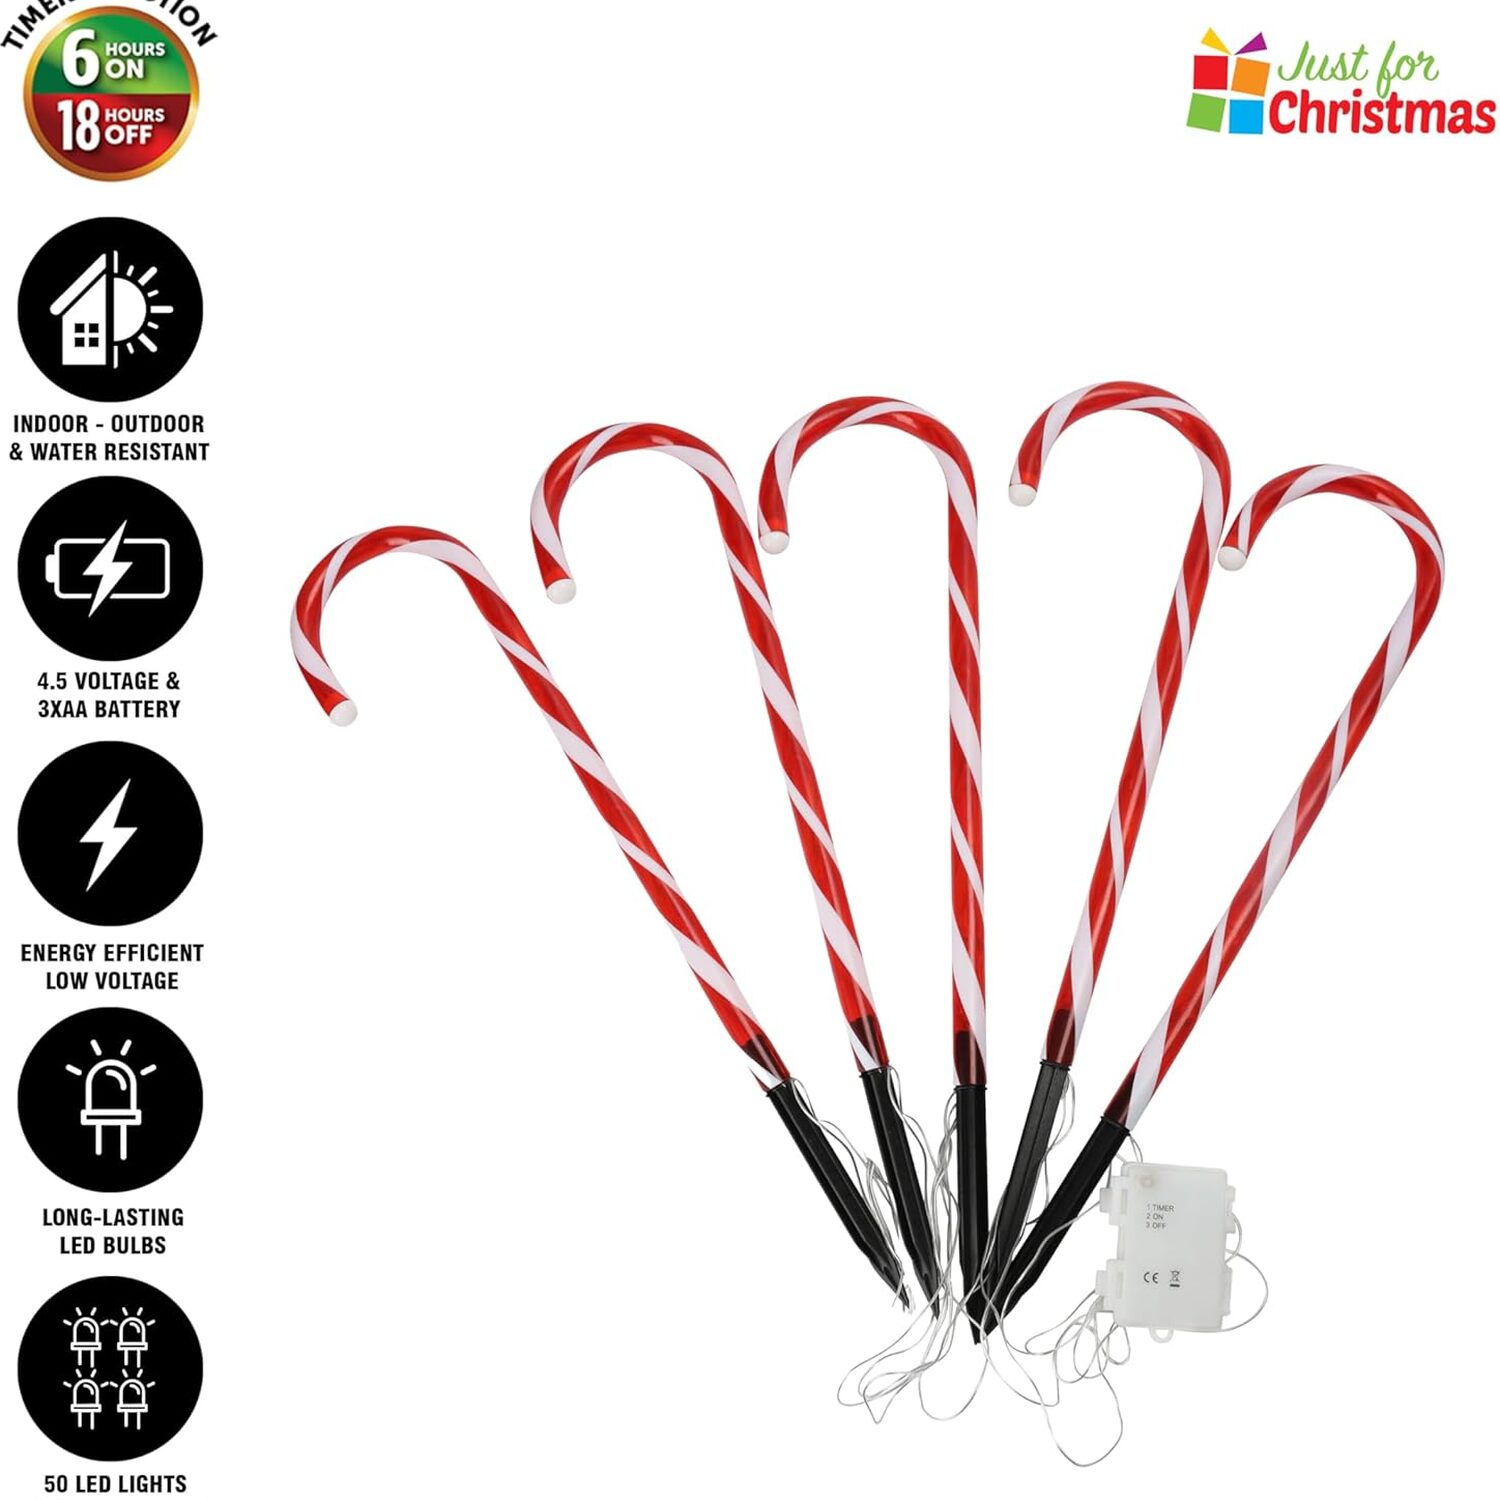 6 HOURS ON
18 HOURS OFF
Just for
Christmas
INDOOR - OUTDOOR
& WATER RESISTANT
4.5 VOLTAGE &
3XAA BATTERY
ENERGY EFFICIENT
LOW VOLTAGE
LONG-LASTING
LED BULBS
50 LED LIGHTS
1 TIMER
2 ON
3 OFF
CE